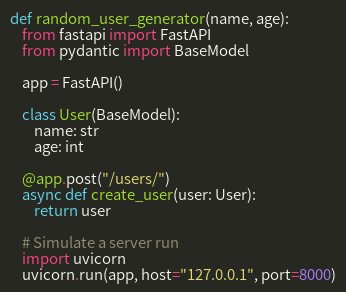 def random_user_generator(name, age):
    from fastapi import FastAPI
    from pydantic import BaseModel

    app = FastAPI()

    class User(BaseModel):
        name: str
        age: int

    @app.post("/users/")
    async def create_user(user: User):
        return user

    # Simulate a server run
    import uvicorn
    uvicorn.run(app, host="127.0.0.1", port=8000)